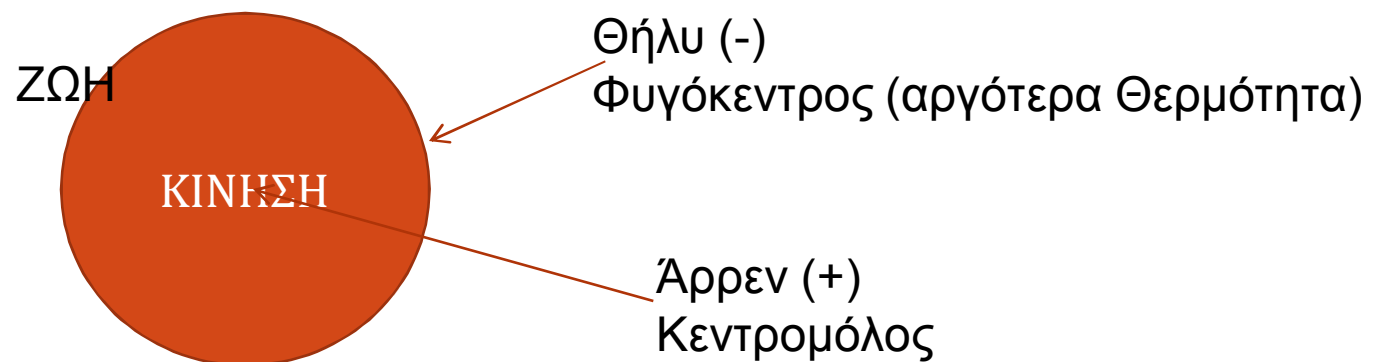 Θήλυ (-)
Φυγόκεντρος (αργότερα Θερμότητα)
ΖΩΗ
ΚΙΝΗΣΗ
Άρρεν (+)
Κεντρομόλος